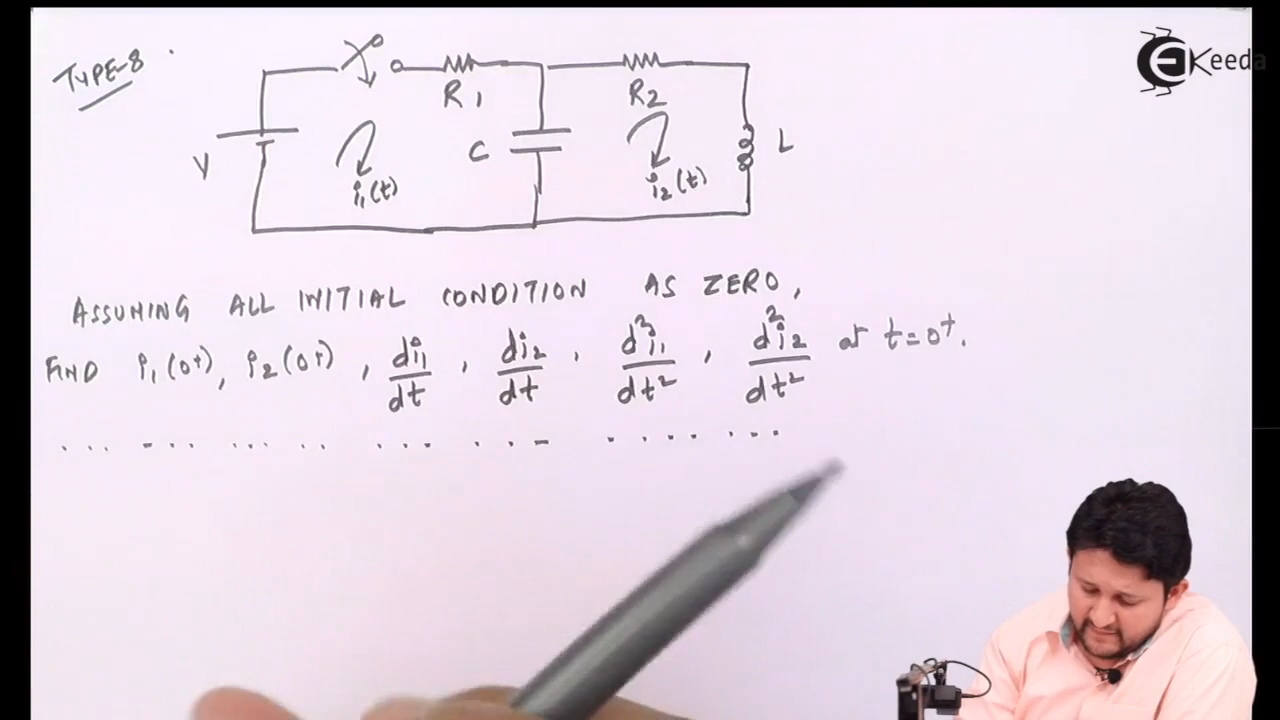 TYPE-8
EKeeda
R1
R2
V
i1(t)
C
i2(t)
L
ASSUMING ALL INITIAL CONDITION AS ZERO,
FIND i1(0+), i2(0+), di1/dt, di2/dt, d²i1/dt², d²i2/dt² at t=0+.